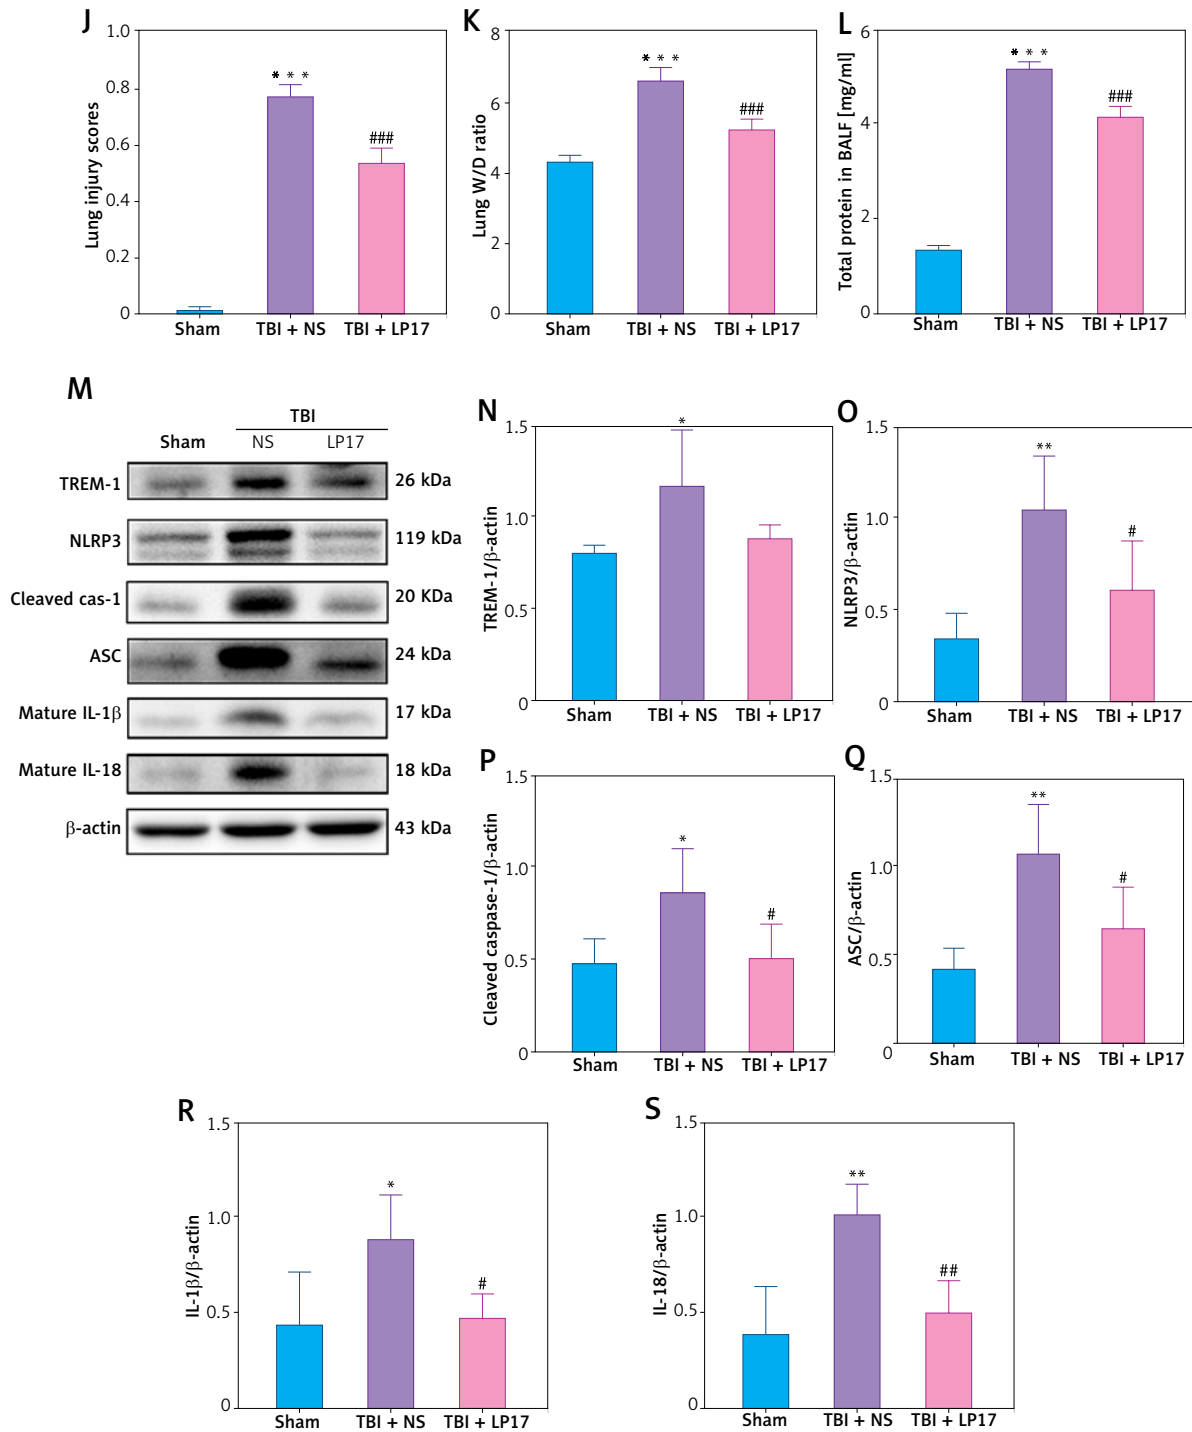 J
Lung injury scores
1.0
0.8
0.6
0.4
0.2
0
***
###
Sham
TBI + NS
TBI + LP17
K
Lung W/D ratio
8
6
4
2
0
***
###
Sham
TBI + NS
TBI + LP17
L
Total protein in BALF [mg/ml]
6
4
2
0
***
###
Sham
TBI + NS
TBI + LP17
M
TBI
Sham NS LP17
TREM-1 26 kDa
NLRP3 119 kDa
Cleaved cas-1 20 KDa
ASC 24 kDa
Mature IL-1β 17 kDa
Mature IL-18 18 kDa
β-actin 43 kDa
N
TREM-1/β-actin
1.5
1.0
0.5
0
*
Sham
TBI + NS
TBI + LP17
O
NLRP3/β-actin
1.5
1.0
0.5
0
**
#
Sham
TBI + NS
TBI + LP17
P
Cleaved caspase-1/β-actin
1.5
1.0
0.5
0
*
#
Sham
TBI + NS
TBI + LP17
Q
ASC/β-actin
1.5
1.0
0.5
0
**
#
Sham
TBI + NS
TBI + LP17
R
IL-1β/β-actin
1.5
1.0
0.5
0
*
#
Sham
TBI + NS
TBI + LP17
S
IL-18/β-actin
1.5
1.0
0.5
0
**
##
Sham
TBI + NS
TBI + LP17